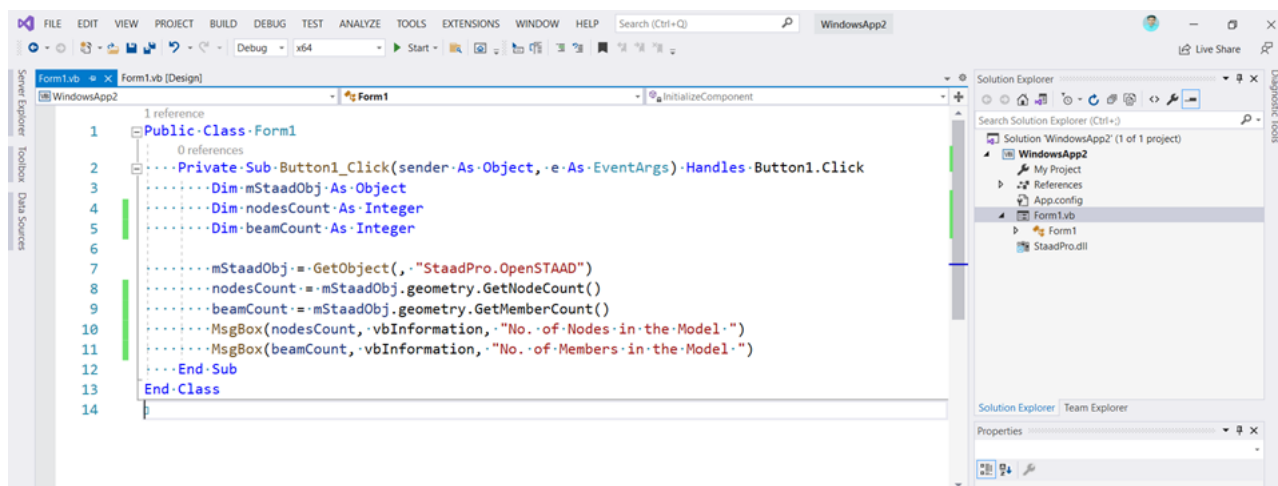 FILE EDIT VIEW PROJECT BUILD DEBUG TEST ANALYZE TOOLS EXTENSIONS WINDOW HELP Search (Ctrl+Q) WindowsApp2
Debug x64 Start Live Share
Form1.vb Form1.vb [Design]
WindowsApp2 Form1 InitializeComponent
1 reference
1 Public Class Form1
0 references
2 Private Sub Button1_Click(sender As Object, e As EventArgs) Handles Button1.Click
3 Dim mStaadObj As Object
4 Dim nodesCount As Integer
5 Dim beamCount As Integer
6
7 mStaadObj = GetObject(, "StaadPro.OpenSTAAD")
8 nodesCount = mStaadObj.geometry.GetNodeCount()
9 beamCount = mStaadObj.geometry.GetMemberCount()
10 MsgBox(nodesCount, vbInformation, "No. of Nodes in the Model ")
11 MsgBox(beamCount, vbInformation, "No. of Members in the Model ")
12 End Sub
13 End Class
14
Server Explorer
Toolbox
Data Sources
Solution Explorer
Search Solution Explorer (Ctrl+;)
Solution 'WindowsApp2' (1 of 1 project)
WindowsApp2
My Project
References
App.config
Form1.vb
Form1
StaadPro.dll
Solution Explorer Team Explorer
Properties
Diagnostic Tools